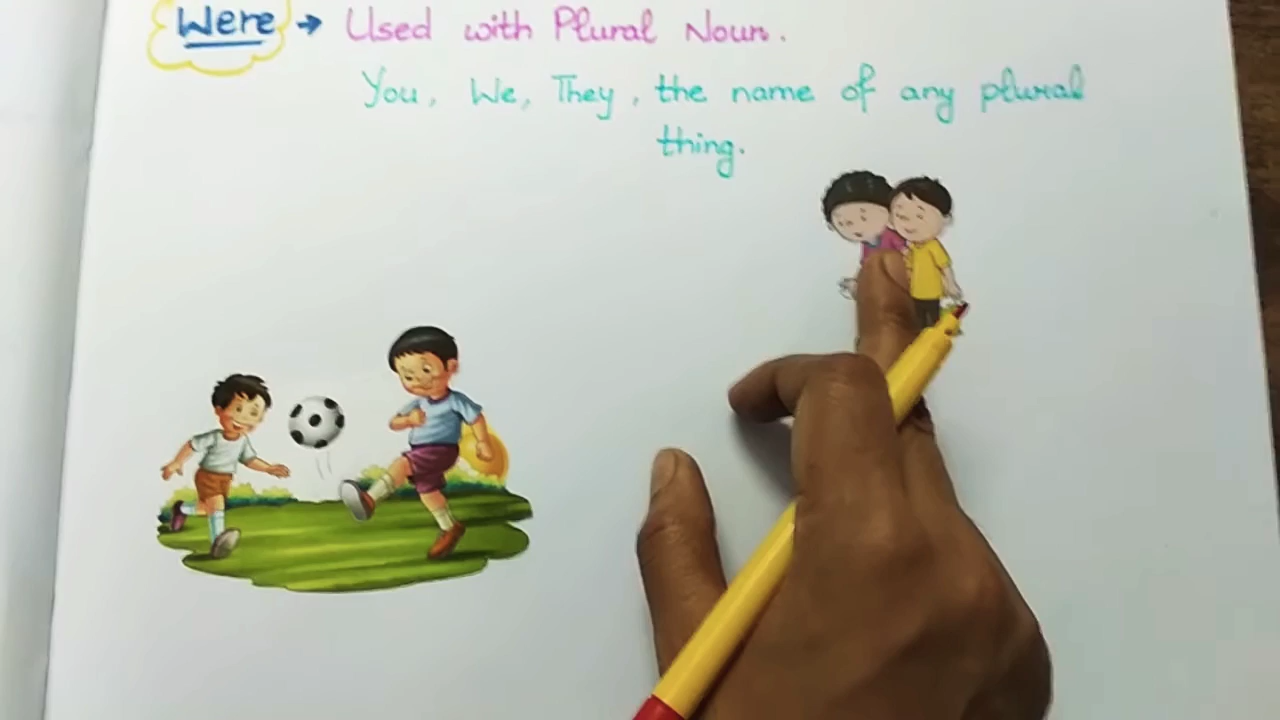 Were → Used with Plural Noun.
You, We, They, the name of any plural
thing.